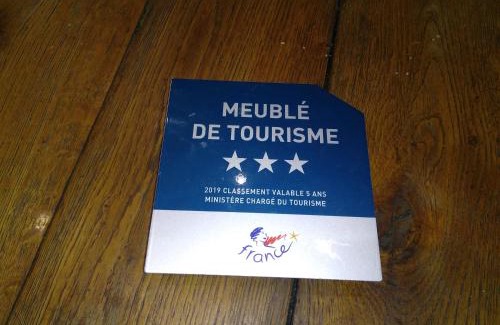 MEUBLÉ
DE TOURISME
2019 CLASSEMENT VALABLE 5 ANS
MINISTÈRE CHARGÉ DU TOURISME
france